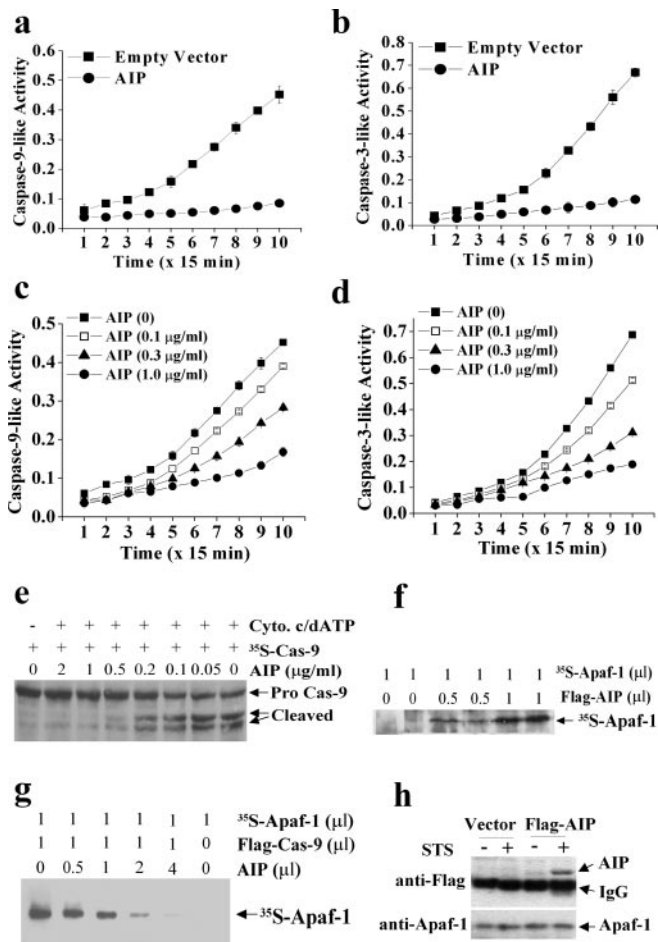 a
Empty Vector
AIP
Caspase-9-like Activity
0.6
0.5
0.4
0.3
0.2
0.1
0.0
1 2 3 4 5 6 7 8 9 10
Time (x 15 min)
b
Empty Vector
AIP
Caspase-3-like Activity
0.8
0.7
0.6
0.5
0.4
0.3
0.2
0.1
0.0
1 2 3 4 5 6 7 8 9 10
Time (x 15 min)
c
AIP (0)
AIP (0.1 μg/ml)
AIP (0.3 μg/ml)
AIP (1.0 μg/ml)
Caspase-9-like Activity
0.5
0.4
0.3
0.2
0.1
0.0
1 2 3 4 5 6 7 8 9 10
Time (x 15 min)
d
AIP (0)
AIP (0.1 μg/ml)
AIP (0.3 μg/ml)
AIP (1.0 μg/ml)
Caspase-3-like Activity
0.7
0.6
0.5
0.4
0.3
0.2
0.1
0.0
1 2 3 4 5 6 7 8 9 10
Time (x 15 min)
e
- + + + + + + + Cyto. c/dATP
+ + + + + + + + ³⁵S-Cas-9
0 2 1 0.5 0.2 0.1 0.05 0 AIP (μg/ml)
Pro Cas-9
Cleaved
f
1 1 1 1 1 1 ³⁵S-Apaf-1 (μl)
0 0 0.5 0.5 1 1 Flag-AIP (μl)
³⁵S-Apaf-1
g
1 1 1 1 1 1 ³⁵S-Apaf-1 (μl)
1 1 1 1 1 0 Flag-Cas-9 (μl)
0 0.5 1 2 4 0 AIP (μl)
³⁵S-Apaf-1
h
Vector Flag-AIP
STS - + - +
AIP
anti-Flag
IgG
anti-Apaf-1 Apaf-1